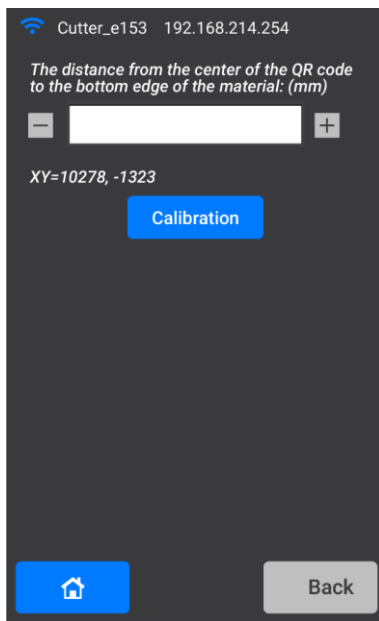 Cutter_e153 192.168.214.254
The distance from the center of the QR code
to the bottom edge of the material: (mm)
XY=10278, -1323
Calibration
Back